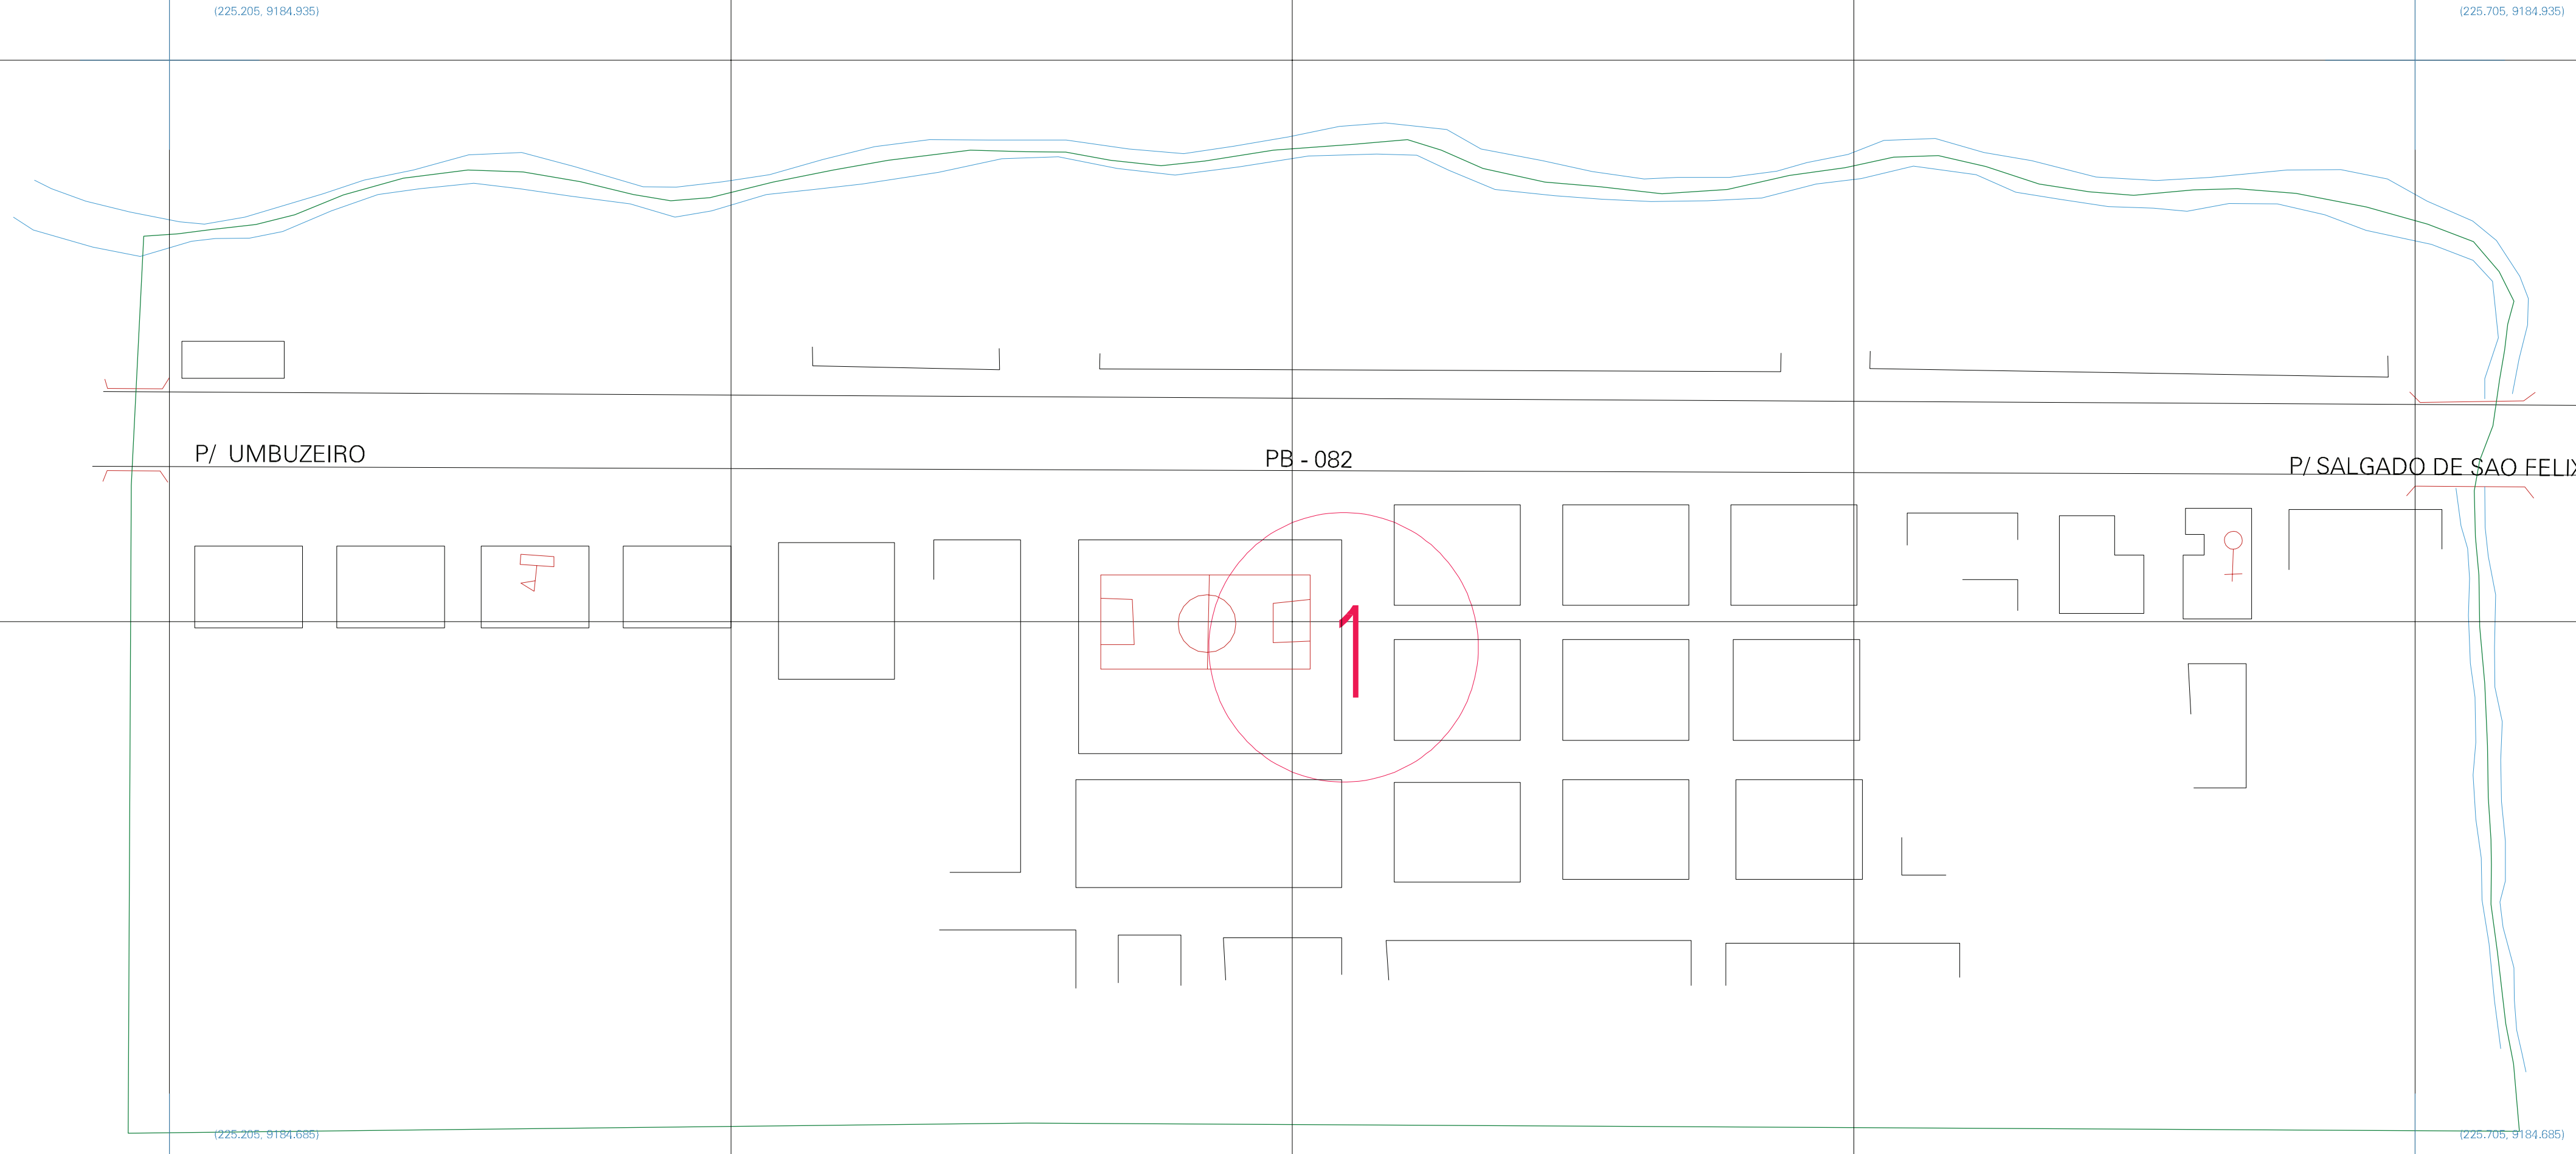 (225.205, 9184.935)
(225.705, 9184.935)
P/ UMBUZEIRO
PB - 082
P/ SALGADO DE SAO FELIX
1
(225.205, 9184.685)
(225.705, 9184.685)